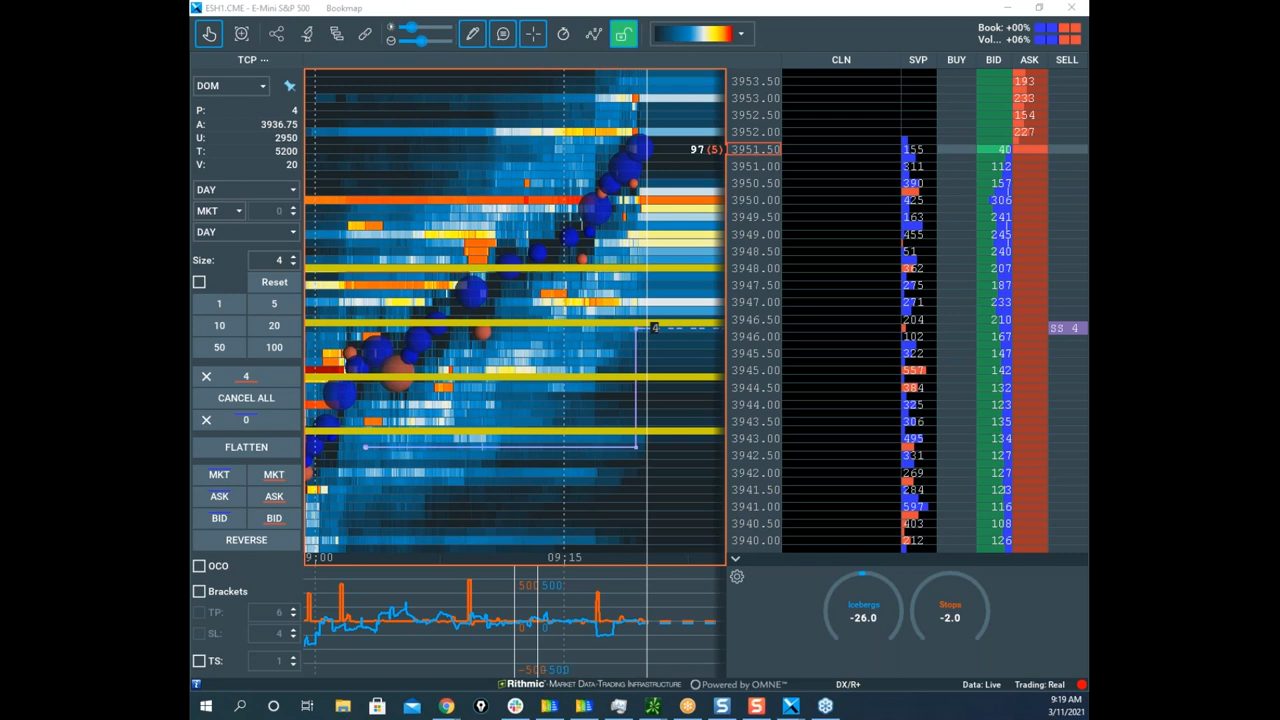 ESH1.CME - E-Mini S&P 500 Bookmap
Book: +00%
Vol... +06%
TCP ...
CLN SVP BUY BID ASK SELL
DOM
P: 4
A: 3936.75
U: 2950
T: 5200
V: 20
DAY
MKT 0
DAY
Size: 4
Reset
1 5
10 20
50 100
4
CANCEL ALL
0
FLATTEN
MKT MKT
ASK ASK
BID BID
REVERSE
OCO
Brackets
TP: 6
SL: 4
TS: 1
97 (5)
4
9:00 09:15
500 500
0 0
-500 500
3953.50 193
3953.00 233
3952.50 154
3952.00 227
3951.50 155 40
3951.00 311 112
3950.50 390 157
3950.00 425 306
3949.50 163 241
3949.00 455 245
3948.50 51 240
3948.00 362 207
3947.50 275 187
3947.00 271 233
3946.50 204 210
SS 4
3946.00 102 167
3945.50 322 147
3945.00 557 142
3944.50 384 132
3944.00 325 123
3943.50 306 135
3943.00 495 134
3942.50 331 127
3942.00 269 127
3941.50 284 123
3941.00 597 116
3940.50 403 108
3940.00 212 126
Icebergs
-26.0
Stops
-2.0
Rithmic® MARKET DATA-TRADING INFRASTRUCTURE Powered by OMNE™ DX/R+ Data: Live Trading: Real
9:19 AM
3/11/2021